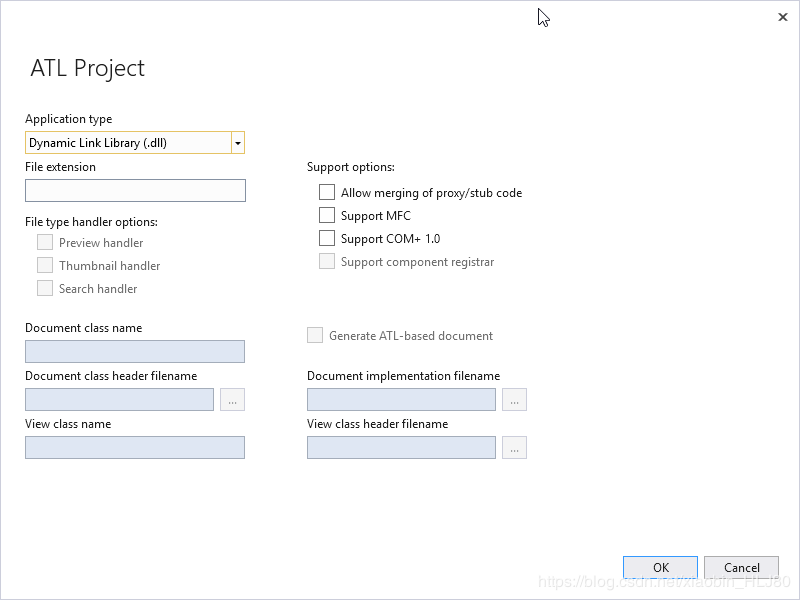 ATL Project
Application type
Dynamic Link Library (.dll)
File extension
Support options:
Allow merging of proxy/stub code
Support MFC
Support COM+ 1.0
Support component registrar
File type handler options:
Preview handler
Thumbnail handler
Search handler
Document class name
Generate ATL-based document
Document class header filename
...
Document implementation filename
...
View class name
View class header filename
...
OK
Cancel
https://blog.csdn.net/xiaobin_HLJ80